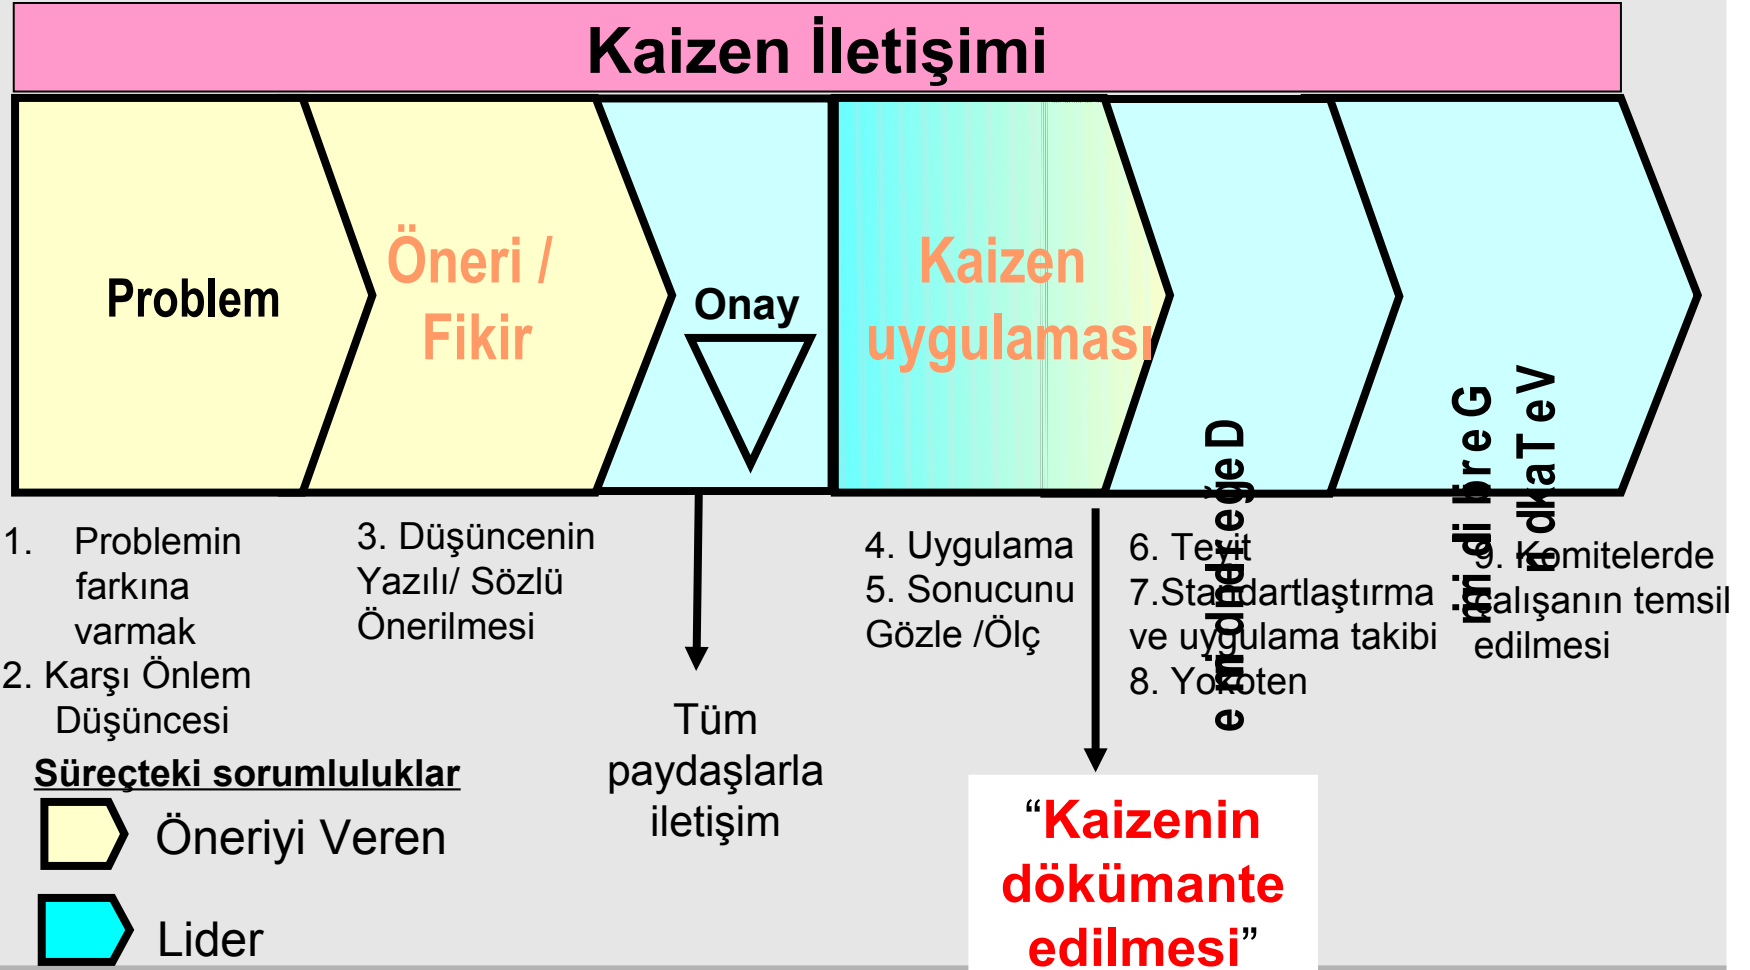 Kaizen İletişimi
Problem
Öneri /
Fikir
Onay
Kaizen
uygulaması
1. Problemin
farkına
varmak
2. Karşı Önlem
Düşüncesi
3. Düşüncenin
Yazılı/ Sözlü
Önerilmesi
Tüm
paydaşlarla
iletişim
4. Uygulama
5. Sonucunu
Gözle /Ölç
6. Teyit
7.Standartlaştırma
ve uygulama takibi
8. Yokoten
9. Komitelerde
çalışanın temsil
edilmesi
Süreçteki sorumluluklar
Öneriyi Veren
Lider
“Kaizenin
dökümante
edilmesi”